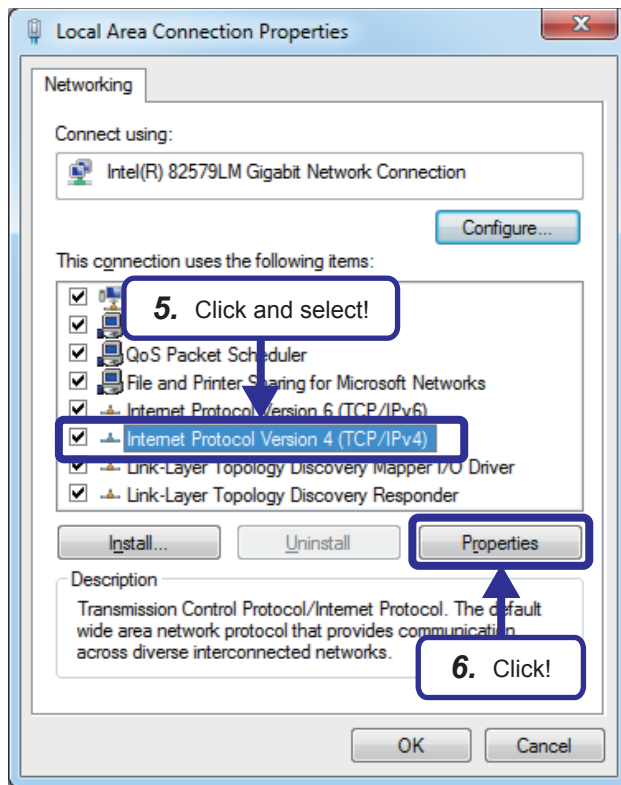 Local Area Connection Properties
Networking
Connect using:
Intel(R) 82579LM Gigabit Network Connection
Configure...
This connection uses the following items:
5. Click and select!
QoS Packet Scheduler
File and Printer Sharing for Microsoft Networks
Internet Protocol Version 6 (TCP/IPv6)
Internet Protocol Version 4 (TCP/IPv4)
Link-Layer Topology Discovery Mapper I/O Driver
Link-Layer Topology Discovery Responder
Install...
Uninstall
Properties
Description
Transmission Control Protocol/Internet Protocol. The default
wide area network protocol that provides communication
across diverse interconnected networks.
6. Click!
OK
Cancel